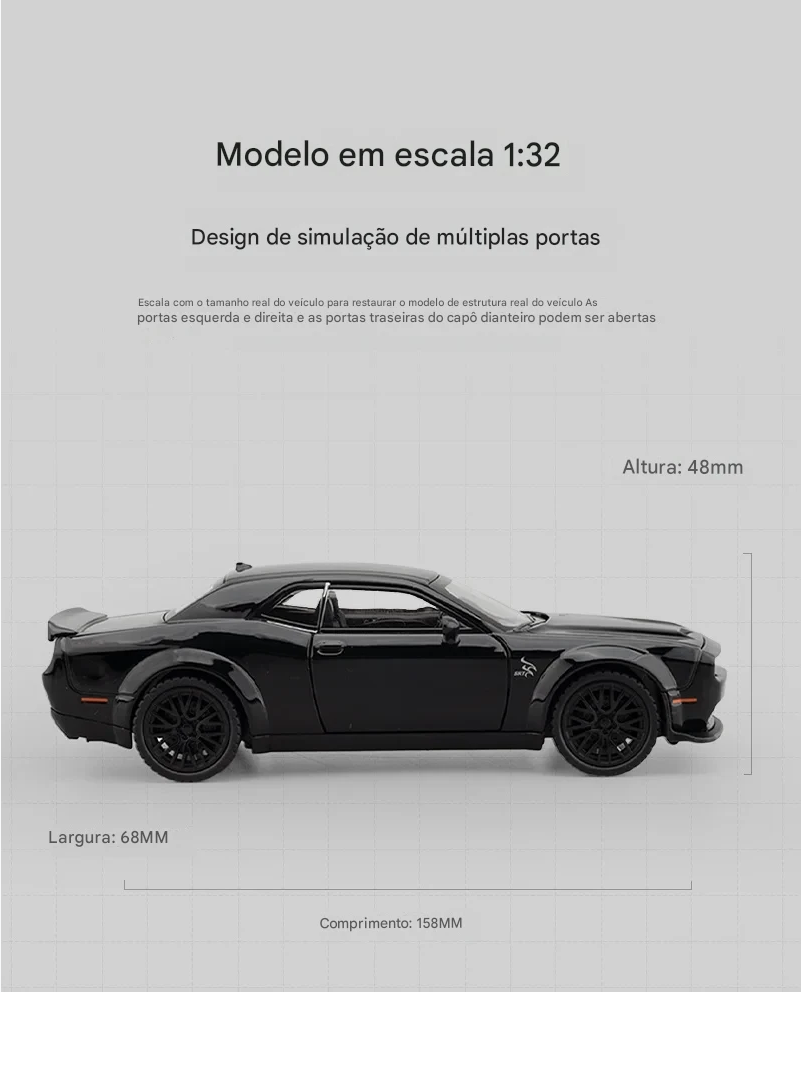 Modelo em escala 1:32
Design de simulação de múltiplas portas
Escala com o tamanho real do veículo para restaurar o modelo de estrutura real do veículo As
portas esquerda e direita e as portas traseiras do capô dianteiro podem ser abertas
Altura: 48mm
SRT
Largura: 68MM
Comprimento: 158MM